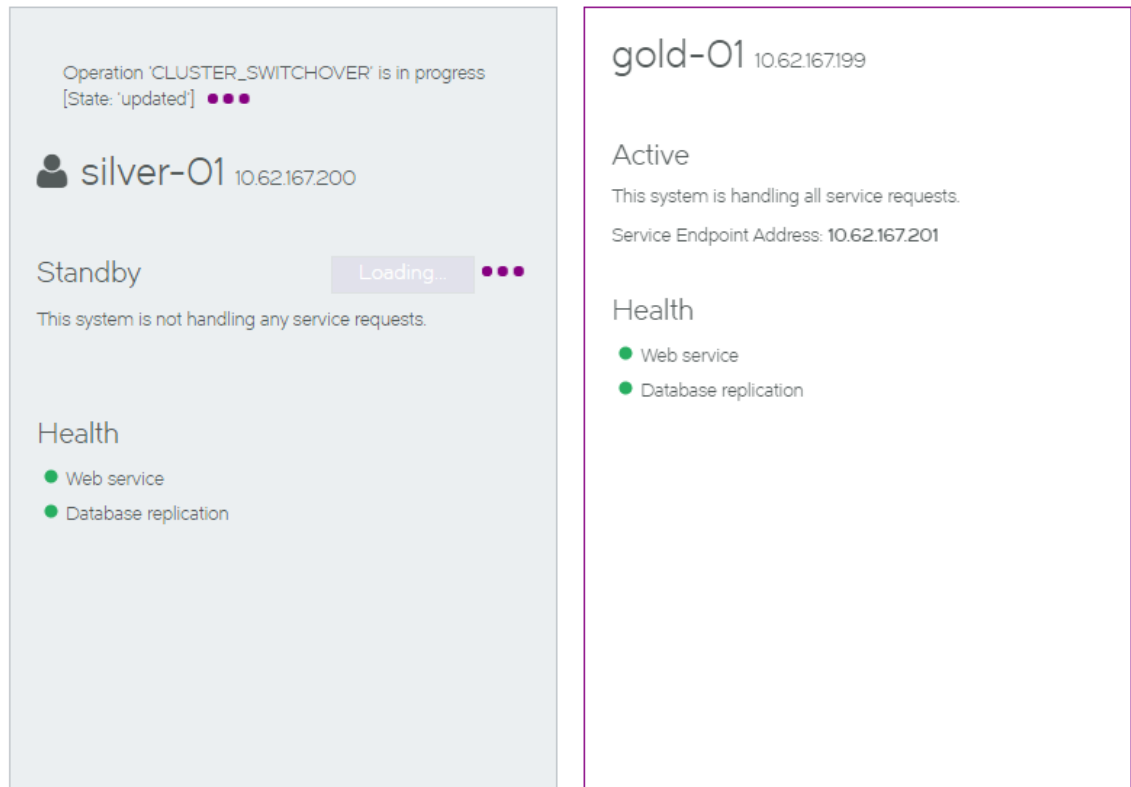 Operation 'CLUSTER_SWITCHOVER' is in progress
[State: 'updated']
silver-01 10.62.167.200
Standby
Loading...
This system is not handling any service requests.
Health
Web service
Database replication
gold-01 10.62.167.199
Active
This system is handling all service requests.
Service Endpoint Address: 10.62.167.201
Health
Web service
Database replication